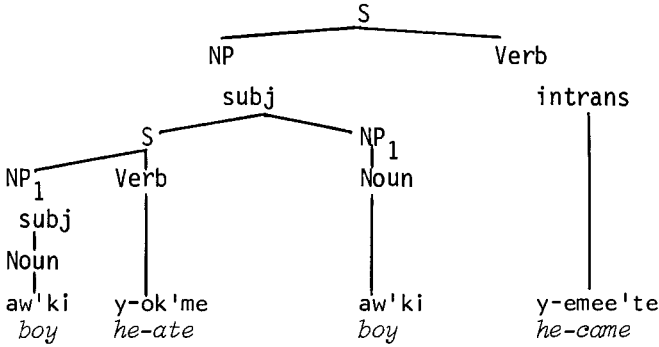 S
NP Verb
subj intrans
S NP1
NP1 Verb Noun
subj
Noun
aw'ki y-ok'me aw'ki y-emee'te
boy he-ate boy he-came